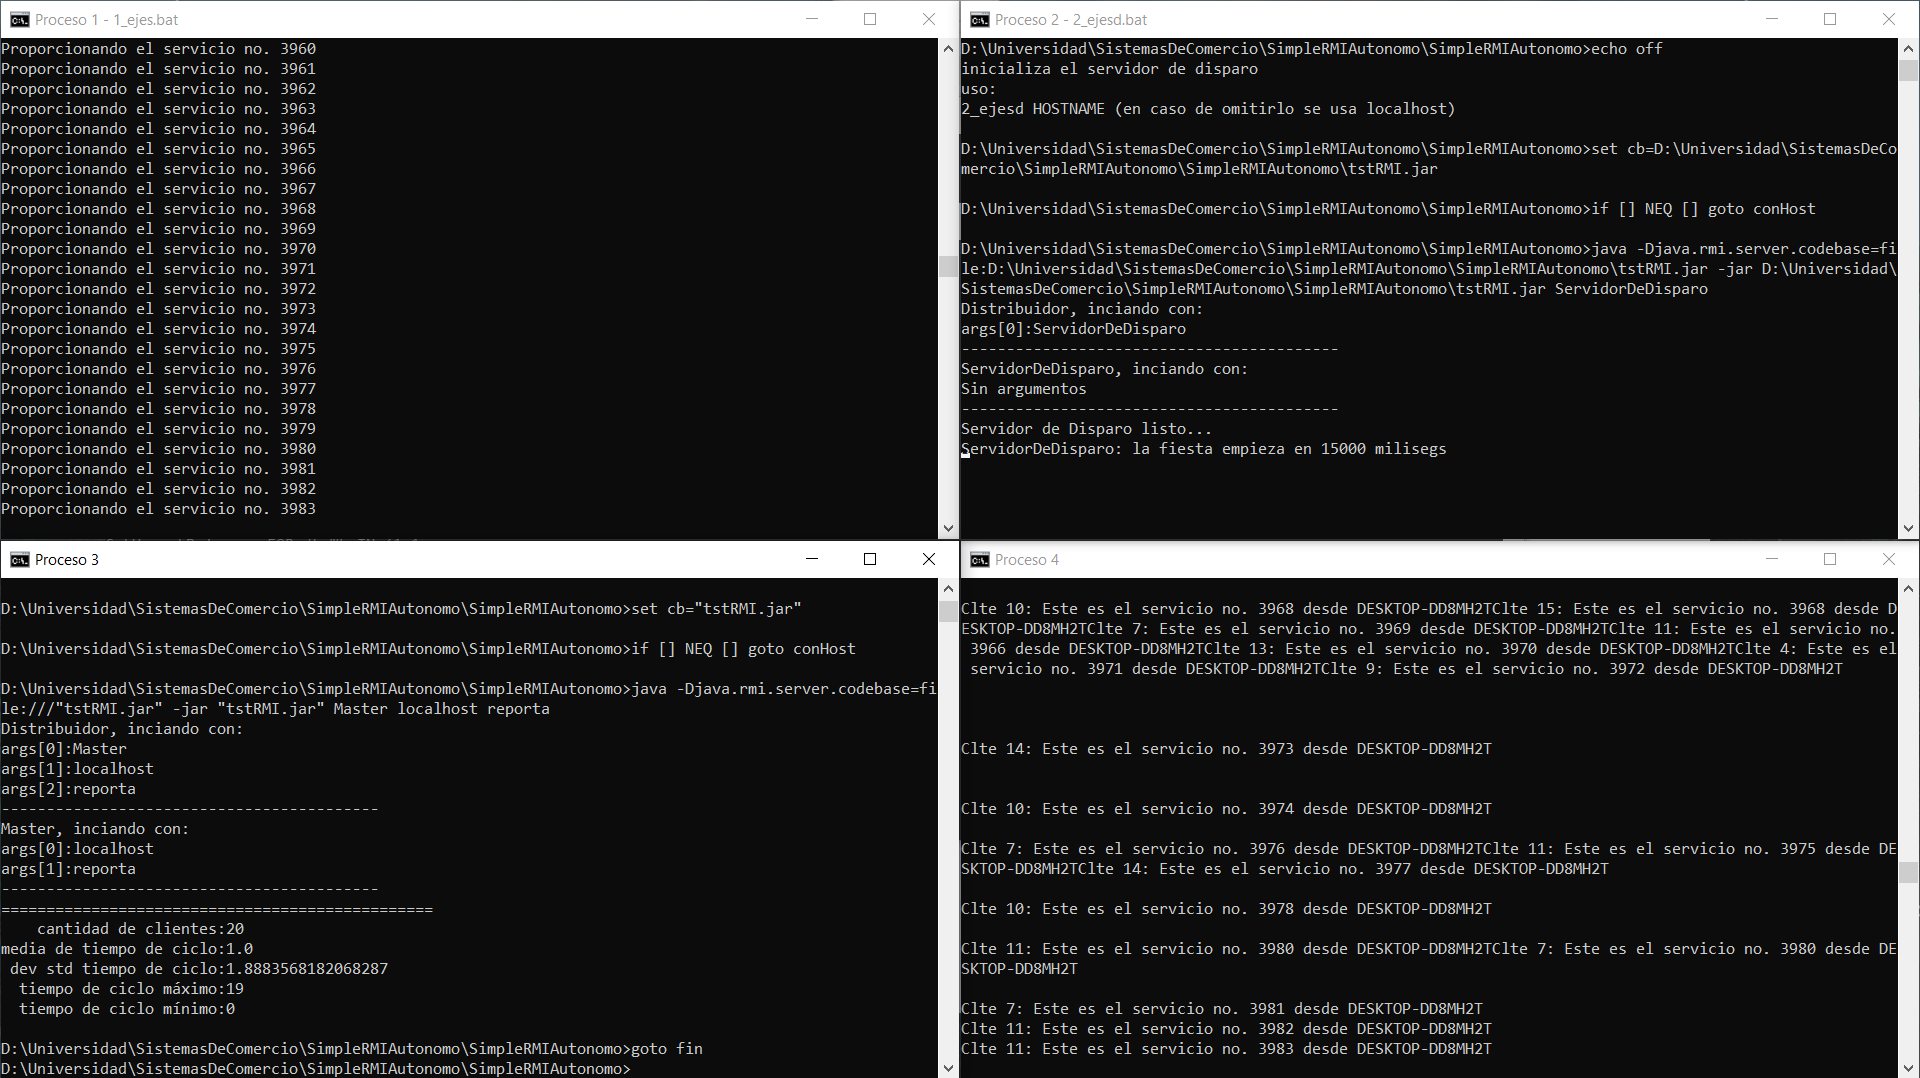 Proceso 1 - 1_ejes.bat
Proporcionando el servicio no. 3960
Proporcionando el servicio no. 3961
Proporcionando el servicio no. 3962
Proporcionando el servicio no. 3963
Proporcionando el servicio no. 3964
Proporcionando el servicio no. 3965
Proporcionando el servicio no. 3966
Proporcionando el servicio no. 3967
Proporcionando el servicio no. 3968
Proporcionando el servicio no. 3969
Proporcionando el servicio no. 3970
Proporcionando el servicio no. 3971
Proporcionando el servicio no. 3972
Proporcionando el servicio no. 3973
Proporcionando el servicio no. 3974
Proporcionando el servicio no. 3975
Proporcionando el servicio no. 3976
Proporcionando el servicio no. 3977
Proporcionando el servicio no. 3978
Proporcionando el servicio no. 3979
Proporcionando el servicio no. 3980
Proporcionando el servicio no. 3981
Proporcionando el servicio no. 3982
Proporcionando el servicio no. 3983
Proceso 2 - 2_ejesd.bat
D:\Universidad\SistemasDeComercio\SimpleRMIAutonomo\SimpleRMIAutonomo>echo off
inicializa el servidor de disparo
uso:
2_ejesd HOSTNAME (en caso de omitirlo se usa localhost)
D:\Universidad\SistemasDeComercio\SimpleRMIAutonomo\SimpleRMIAutonomo>set cb=D:\Universidad\SistemasDeCo
mercio\SimpleRMIAutonomo\SimpleRMIAutonomo\tstRMI.jar
D:\Universidad\SistemasDeComercio\SimpleRMIAutonomo\SimpleRMIAutonomo>if [] NEQ [] goto conHost
D:\Universidad\SistemasDeComercio\SimpleRMIAutonomo\SimpleRMIAutonomo>java -Djava.rmi.server.codebase=fi
le:D:\Universidad\SistemasDeComercio\SimpleRMIAutonomo\SimpleRMIAutonomo\tstRMI.jar -jar D:\Universidad\
SistemasDeComercio\SimpleRMIAutonomo\SimpleRMIAutonomo\tstRMI.jar ServidorDeDisparo
Distribuidor, inciando con:
args[0]:ServidorDeDisparo
------------------------------------------
ServidorDeDisparo, inciando con:
Sin argumentos
------------------------------------------
Servidor de Disparo listo...
ServidorDeDisparo: la fiesta empieza en 15000 milisegs
Proceso 3
D:\Universidad\SistemasDeComercio\SimpleRMIAutonomo\SimpleRMIAutonomo>set cb="tstRMI.jar"
D:\Universidad\SistemasDeComercio\SimpleRMIAutonomo\SimpleRMIAutonomo>if [] NEQ [] goto conHost
D:\Universidad\SistemasDeComercio\SimpleRMIAutonomo\SimpleRMIAutonomo>java -Djava.rmi.server.codebase=fi
le:///"tstRMI.jar" -jar "tstRMI.jar" Master localhost reporta
Distribuidor, inciando con:
args[0]:Master
args[1]:localhost
args[2]:reporta
------------------------------------------
Master, inciando con:
args[0]:localhost
args[1]:reporta
------------------------------------------
================================================
cantidad de clientes:20
media de tiempo de ciclo:1.0
dev std tiempo de ciclo:1.8883568182068287
tiempo de ciclo máximo:19
tiempo de ciclo mínimo:0
D:\Universidad\SistemasDeComercio\SimpleRMIAutonomo\SimpleRMIAutonomo>goto fin
D:\Universidad\SistemasDeComercio\SimpleRMIAutonomo\SimpleRMIAutonomo>
Proceso 4
Clte 10: Este es el servicio no. 3968 desde DESKTOP-DD8MH2TClte 15: Este es el servicio no. 3968 desde D
ESKTOP-DD8MH2TClte 7: Este es el servicio no. 3969 desde DESKTOP-DD8MH2TClte 11: Este es el servicio no.
3966 desde DESKTOP-DD8MH2TClte 13: Este es el servicio no. 3970 desde DESKTOP-DD8MH2TClte 4: Este es el
servicio no. 3971 desde DESKTOP-DD8MH2TClte 9: Este es el servicio no. 3972 desde DESKTOP-DD8MH2T
Clte 14: Este es el servicio no. 3973 desde DESKTOP-DD8MH2T
Clte 10: Este es el servicio no. 3974 desde DESKTOP-DD8MH2T
Clte 7: Este es el servicio no. 3976 desde DESKTOP-DD8MH2TClte 11: Este es el servicio no. 3975 desde DE
SKTOP-DD8MH2TClte 14: Este es el servicio no. 3977 desde DESKTOP-DD8MH2T
Clte 10: Este es el servicio no. 3978 desde DESKTOP-DD8MH2T
Clte 11: Este es el servicio no. 3980 desde DESKTOP-DD8MH2TClte 7: Este es el servicio no. 3980 desde DE
SKTOP-DD8MH2T
Clte 7: Este es el servicio no. 3981 desde DESKTOP-DD8MH2T
Clte 11: Este es el servicio no. 3982 desde DESKTOP-DD8MH2T
Clte 11: Este es el servicio no. 3983 desde DESKTOP-DD8MH2T